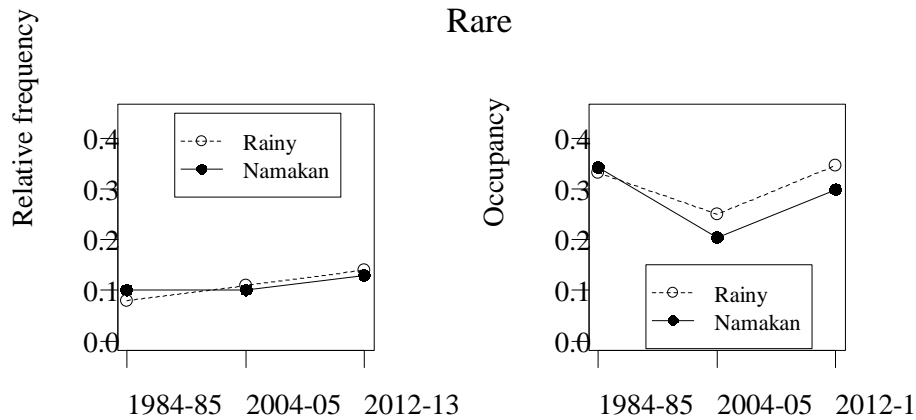 Rare
Relative frequency
0.4
0.3
0.2
0.1
0.0
Rainy
Namakan
1984-85 2004-05 2012-13
Occupancy
0.4
0.3
0.2
0.1
0.0
Rainy
Namakan
1984-85 2004-05 2012-1